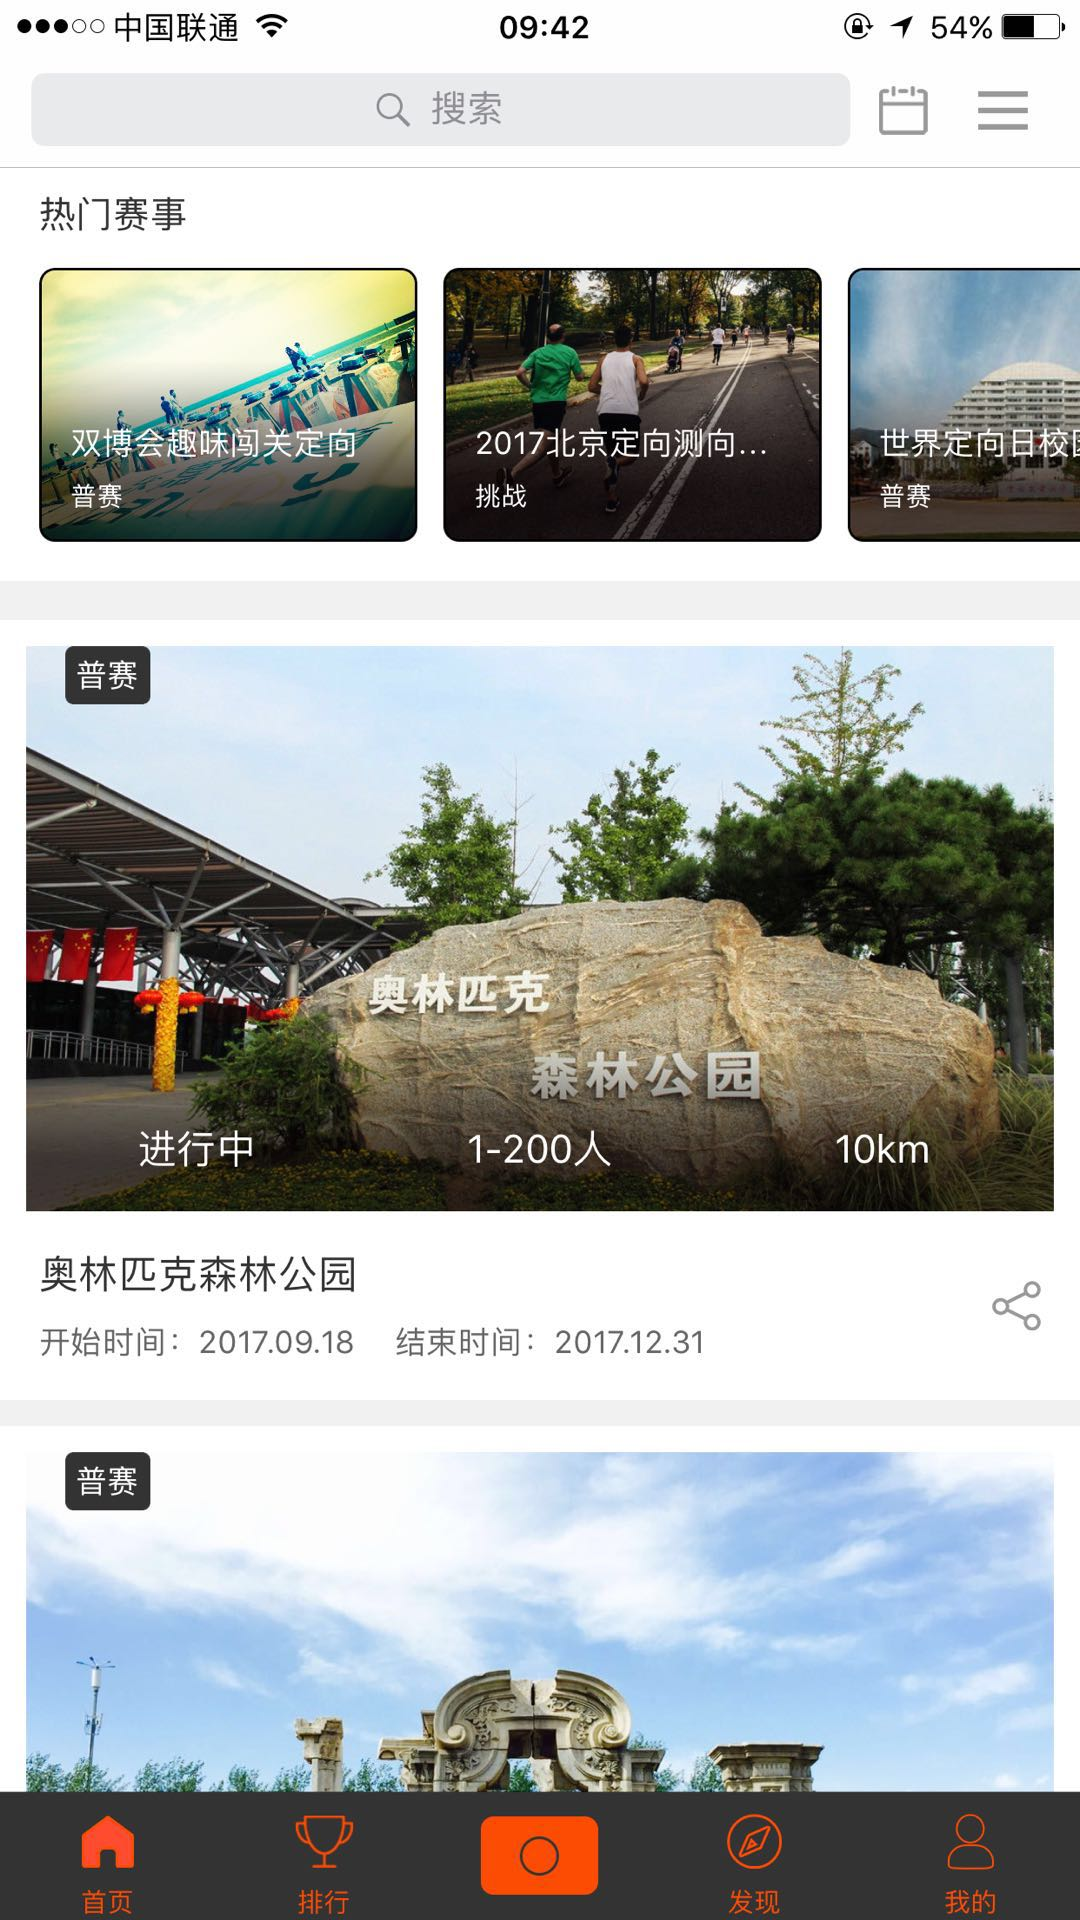 中国联通
09:42
54%
搜索
热门赛事
双博会趣味闯关定向
普赛
2017北京定向测向...
挑战
世界定向日校
普赛
普赛
奥林匹克
森林公园
进行中
1-200人
10km
奥林匹克森林公园
开始时间：2017.09.18
结束时间：2017.12.31
普赛
首页
排行
发现
我的